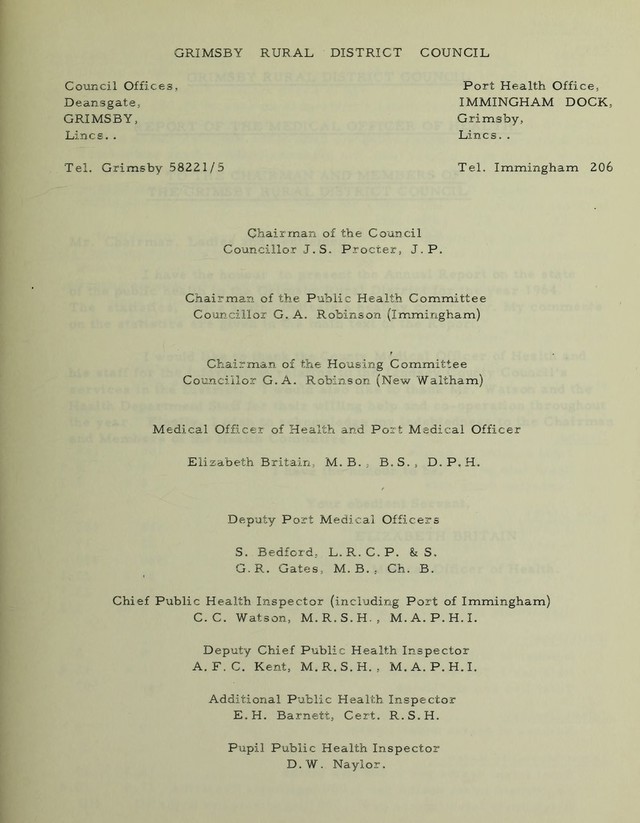 GRIMSBY RURAL DISTRICT COUNCIL
Council Offices,
Deansgate,
GRIMSBY,
Lincs. .
Tel. Grimsby 58221/5
Port Health Office,
IMMINGHAM DOCK,
Grimsby,
Lincs. .
Tel. Immingham 206
Chairman of the Council
Councillor J.S. Procter, J.P.
Chairman of the Public Health Committee
Councillor G.A. Robinson (Immingham)
Chairman of the Housing Committee
Councillor G.A. Robinson (New Waltham)
Medical Officer of Health and Port Medical Officer
Elizabeth Britain, M.B., B.S., D.P.H.
Deputy Port Medical Officers
S. Bedford, L.R.C.P. & S.
G.R. Gates, M.B., Ch. B.
Chief Public Health Inspector (including Port of Immingham)
C.C. Watson, M.R.S.H., M.A.P.H.I.
Deputy Chief Public Health Inspector
A.F.C. Kent, M.R.S.H., M.A.P.H.I.
Additional Public Health Inspector
E.H. Barnett, Cert. R.S.H.
Pupil Public Health Inspector
D.W. Naylor.